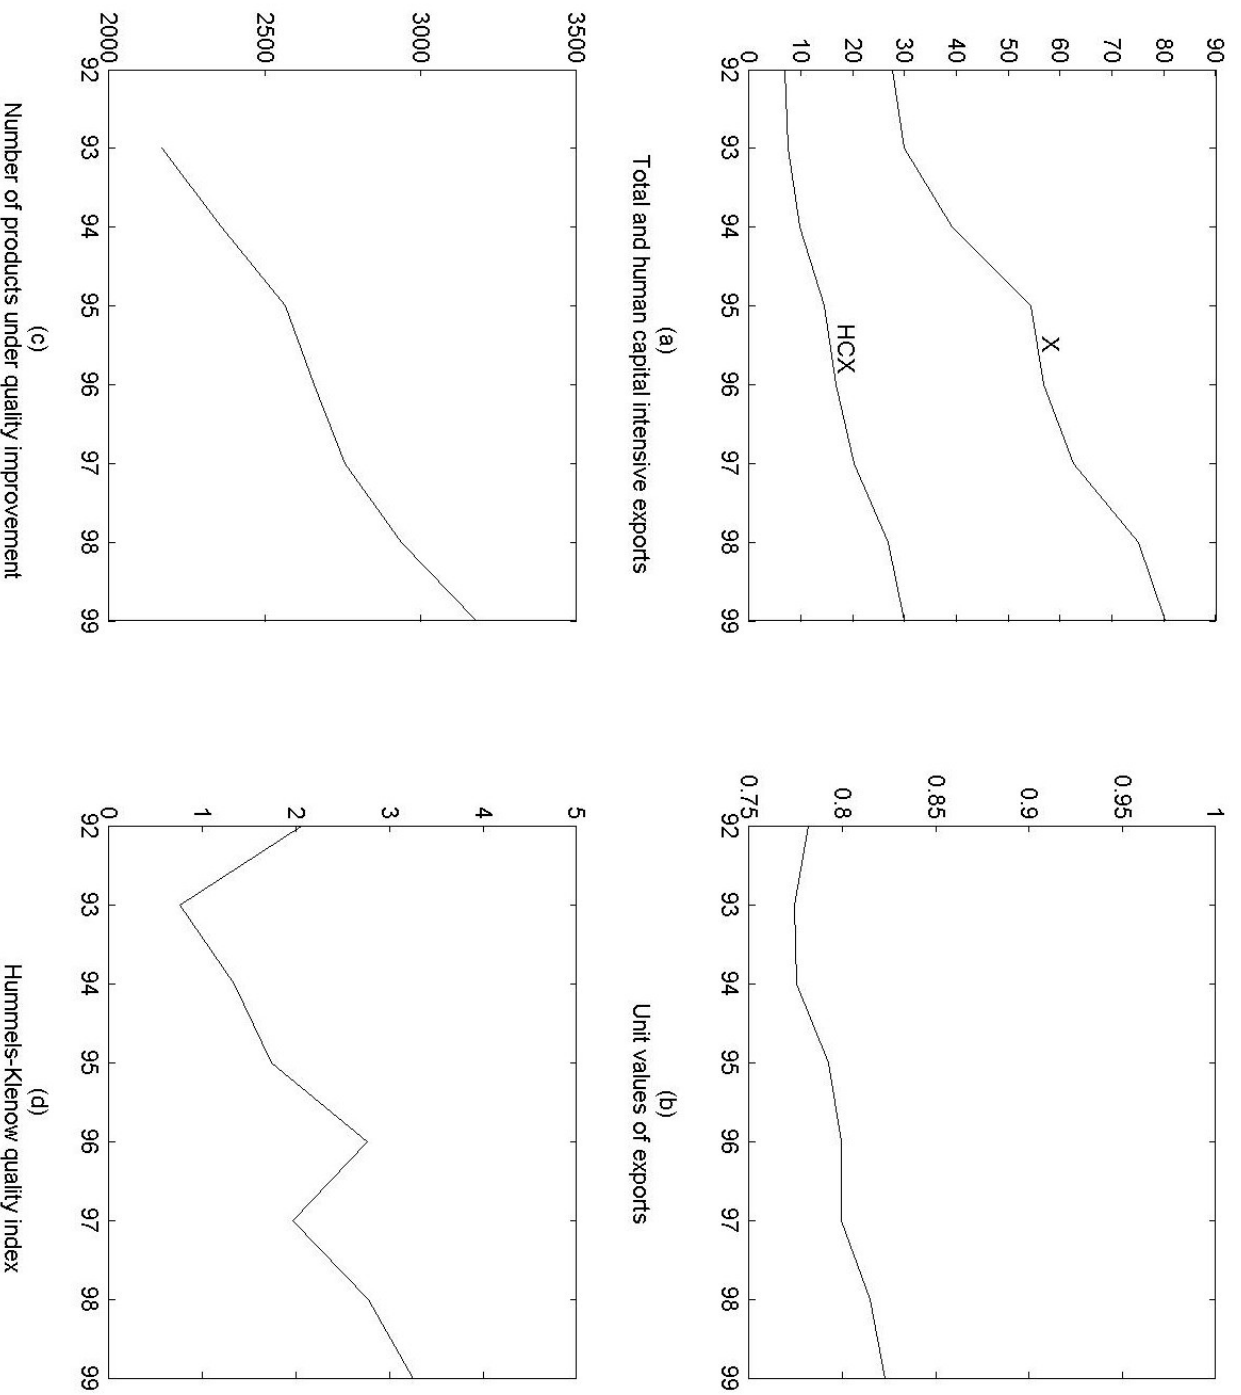 90
80
70
60
50
40
30
20
10
0
X
HCX
92 93 94 95 96 97 98 99
(a)
Total and human capital intensive exports
1
0.95
0.9
0.85
0.8
0.75
92 93 94 95 96 97 98 99
(b)
Unit values of exports
3500
3000
2500
2000
92 93 94 95 96 97 98 99
(c)
Number of products under quality improvement
5
4
3
2
1
0
92 93 94 95 96 97 98 99
(d)
Hummels-Klenow quality index